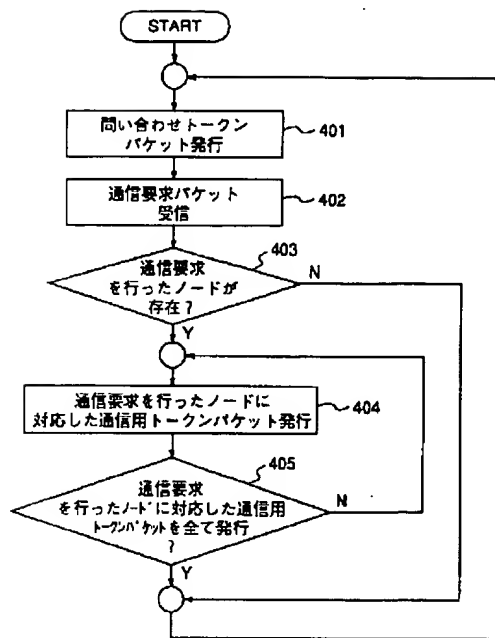 START
問い合わせトークン
パケット発行
401
通信要求パケット
受信
402
403
通信要求
を行ったノードが
存在?
N
Y
通信要求を行ったノードに
対応した通信用トークンパケット発行
404
405
通信要求
を行ったノードに対応した通信用
トークンパケットを全て発行
?
N
Y